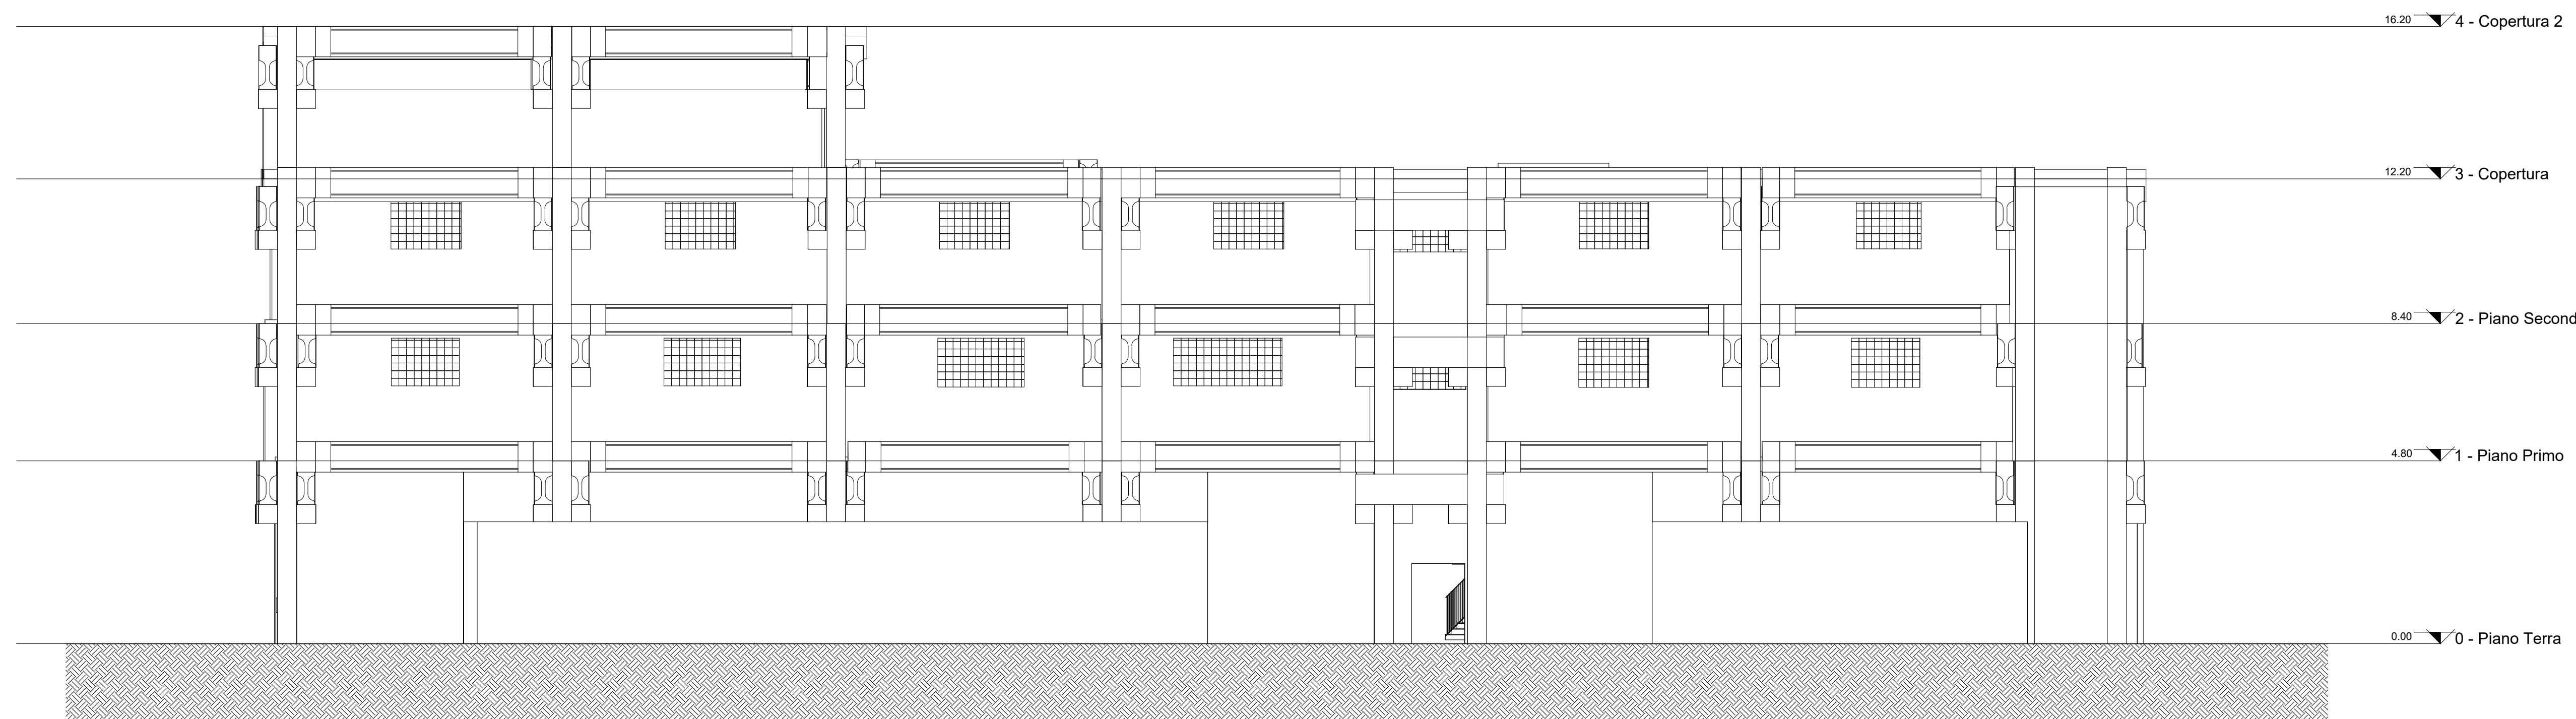 16.20 4 - Copertura 2
12.20 3 - Copertura
8.40 2 - Piano Second
4.80 1 - Piano Primo
0.00 0 - Piano Terra